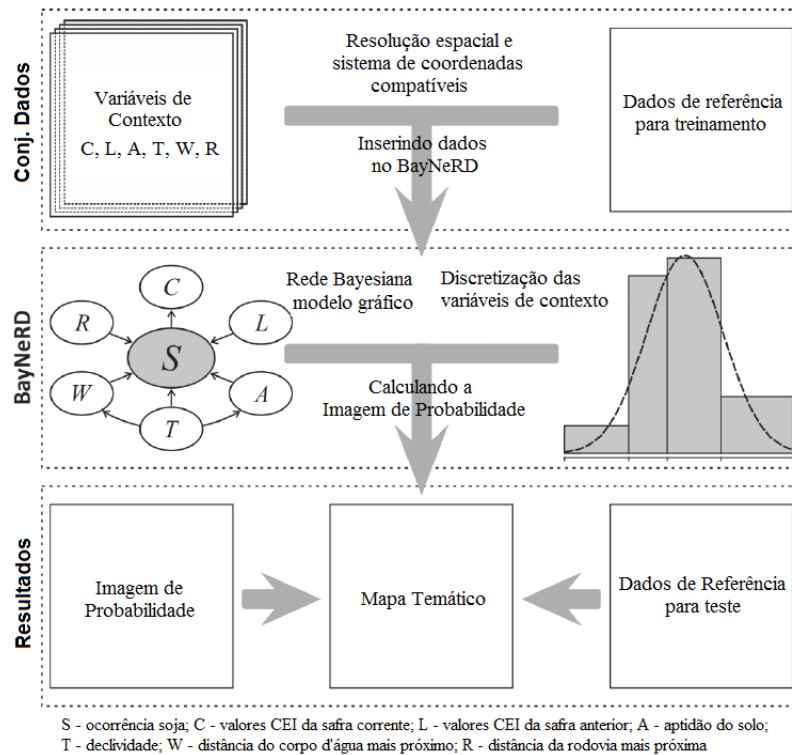 Conj. Dados
Variáveis de
Contexto
C, L, A, T, W, R
Resolução espacial e
sistema de coordenadas
compatíveis
Inserindo dados
no BayNeRD
Dados de referência
para treinamento
BayNeRD
C
R
L
S
W
A
T
Rede Bayesiana
modelo gráfico
Discretização das
variáveis de contexto
Calculando a
Imagem de Probabilidade
Resultados
Imagem de
Probabilidade
Mapa Temático
Dados de Referência
para teste
S - ocorrência soja; C - valores CEI da safra corrente; L - valores CEI da safra anterior; A - aptidão do solo;
T - declividade; W - distância do corpo d'água mais próximo; R - distância da rodovia mais próxima